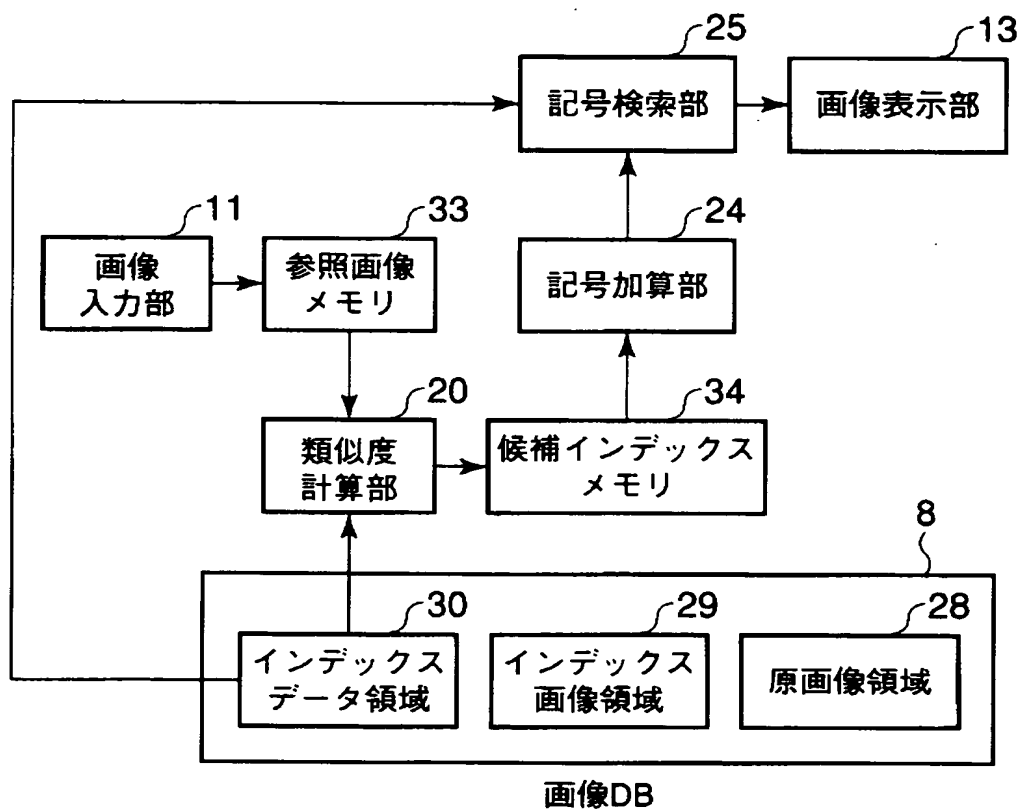 25
13
記号検索部
画像表示部
11
33
24
画像
入力部
参照画像
メモリ
記号加算部
20
34
類似度
計算部
候補インデックス
メモリ
8
30
29
28
インデックス
データ領域
インデックス
画像領域
原画像領域
画像DB